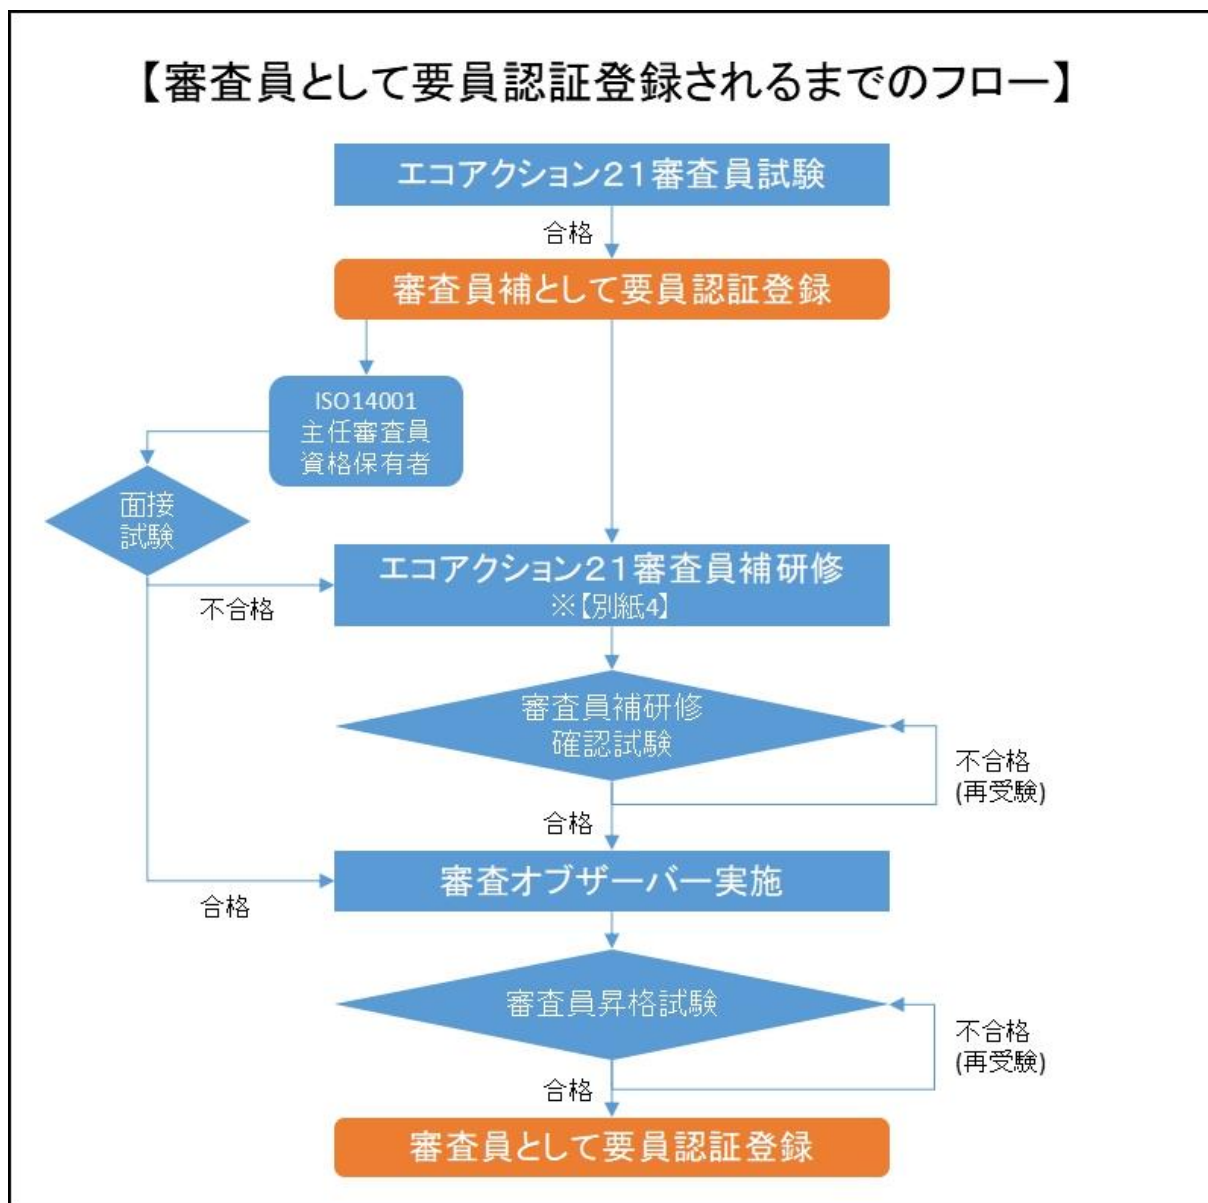 【審査員として要員認証登録されるまでのフロー】
エコアクション21審査員試験
合格
審査員補として要員認証登録
ISO14001
主任審査員
資格保有者
面接
試験
不合格
エコアクション21審査員補研修
※【別紙4】
審査員補研修
確認試験
不合格
(再受験)
合格
合格
審査オブザーバー実施
審査員昇格試験
不合格
(再受験)
合格
審査員として要員認証登録